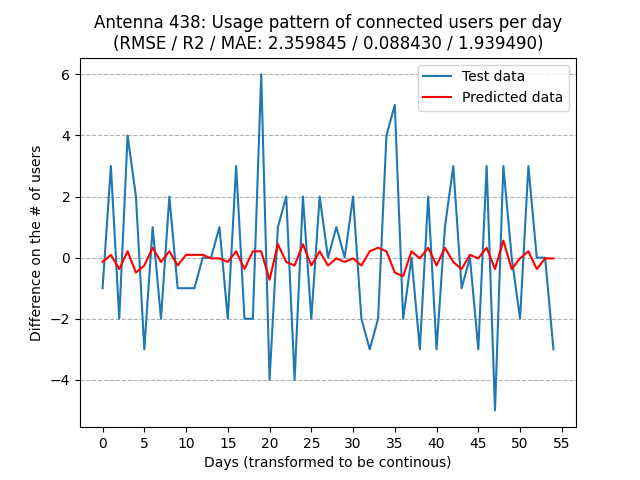 Antenna 438: Usage pattern of connected users per day
(RMSE / R2 / MAE: 2.359845 / 0.088430 / 1.939490)
Test data
Predicted data
Difference on the # of users
6
4
2
0
−2
−4
0 5 10 15 20 25 30 35 40 45 50 55
Days (transformed to be continous)